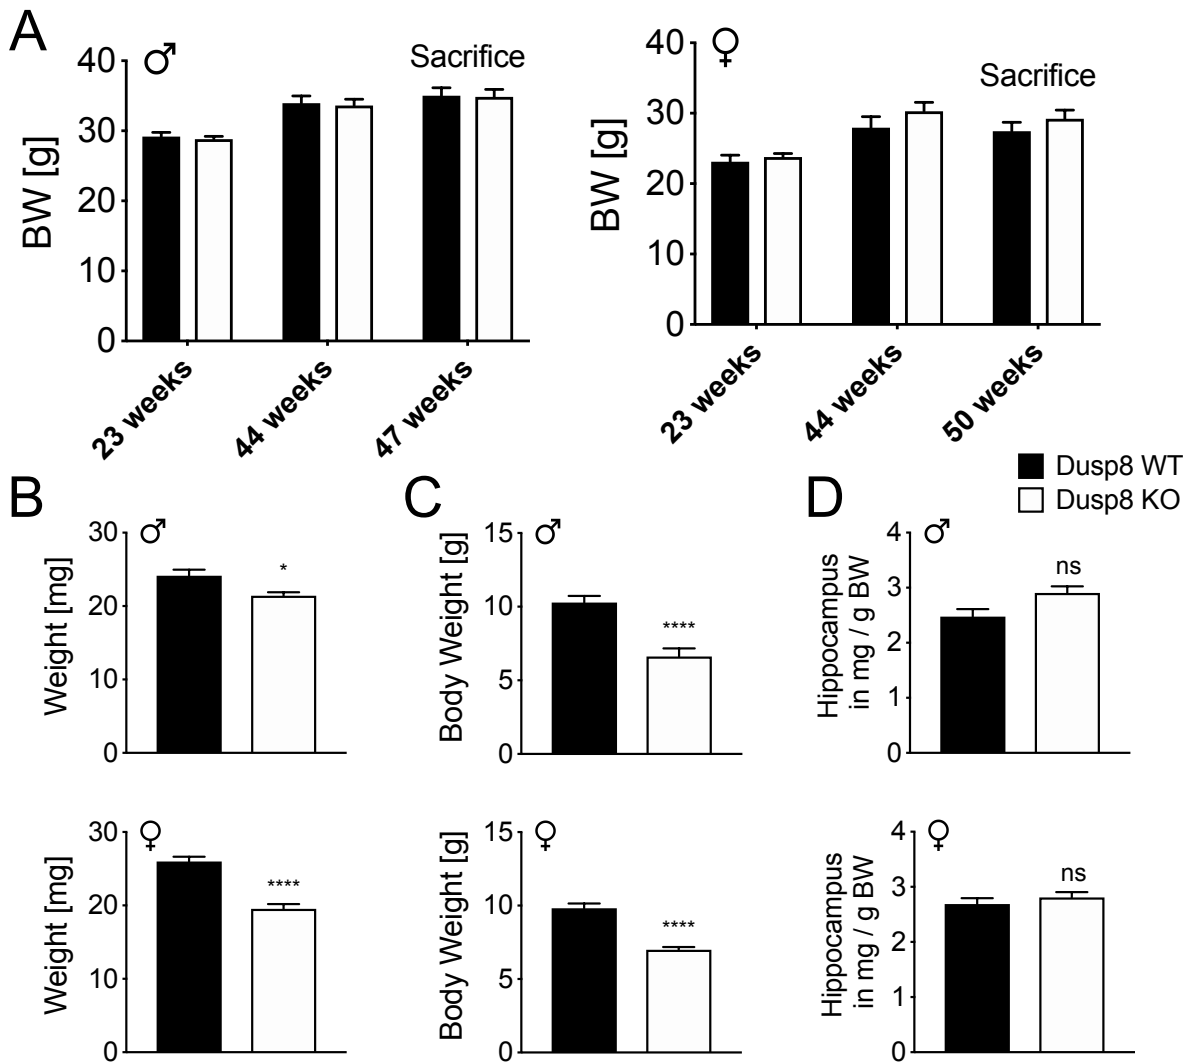 A
♂
Sacrifice
BW [g]
40
30
20
10
0
23 weeks
44 weeks
47 weeks
♀
Sacrifice
BW [g]
40
30
20
10
0
23 weeks
44 weeks
50 weeks
Dusp8 WT
Dusp8 KO
B
♂
Weight [mg]
30
20
10
0
*
♀
Weight [mg]
30
20
10
0
****
C
♂
Body Weight [g]
15
10
5
0
****
♀
Body Weight [g]
15
10
5
0
****
D
♂
Hippocampus
in mg / g BW
4
3
2
1
0
ns
♀
Hippocampus
in mg / g BW
4
3
2
1
0
ns